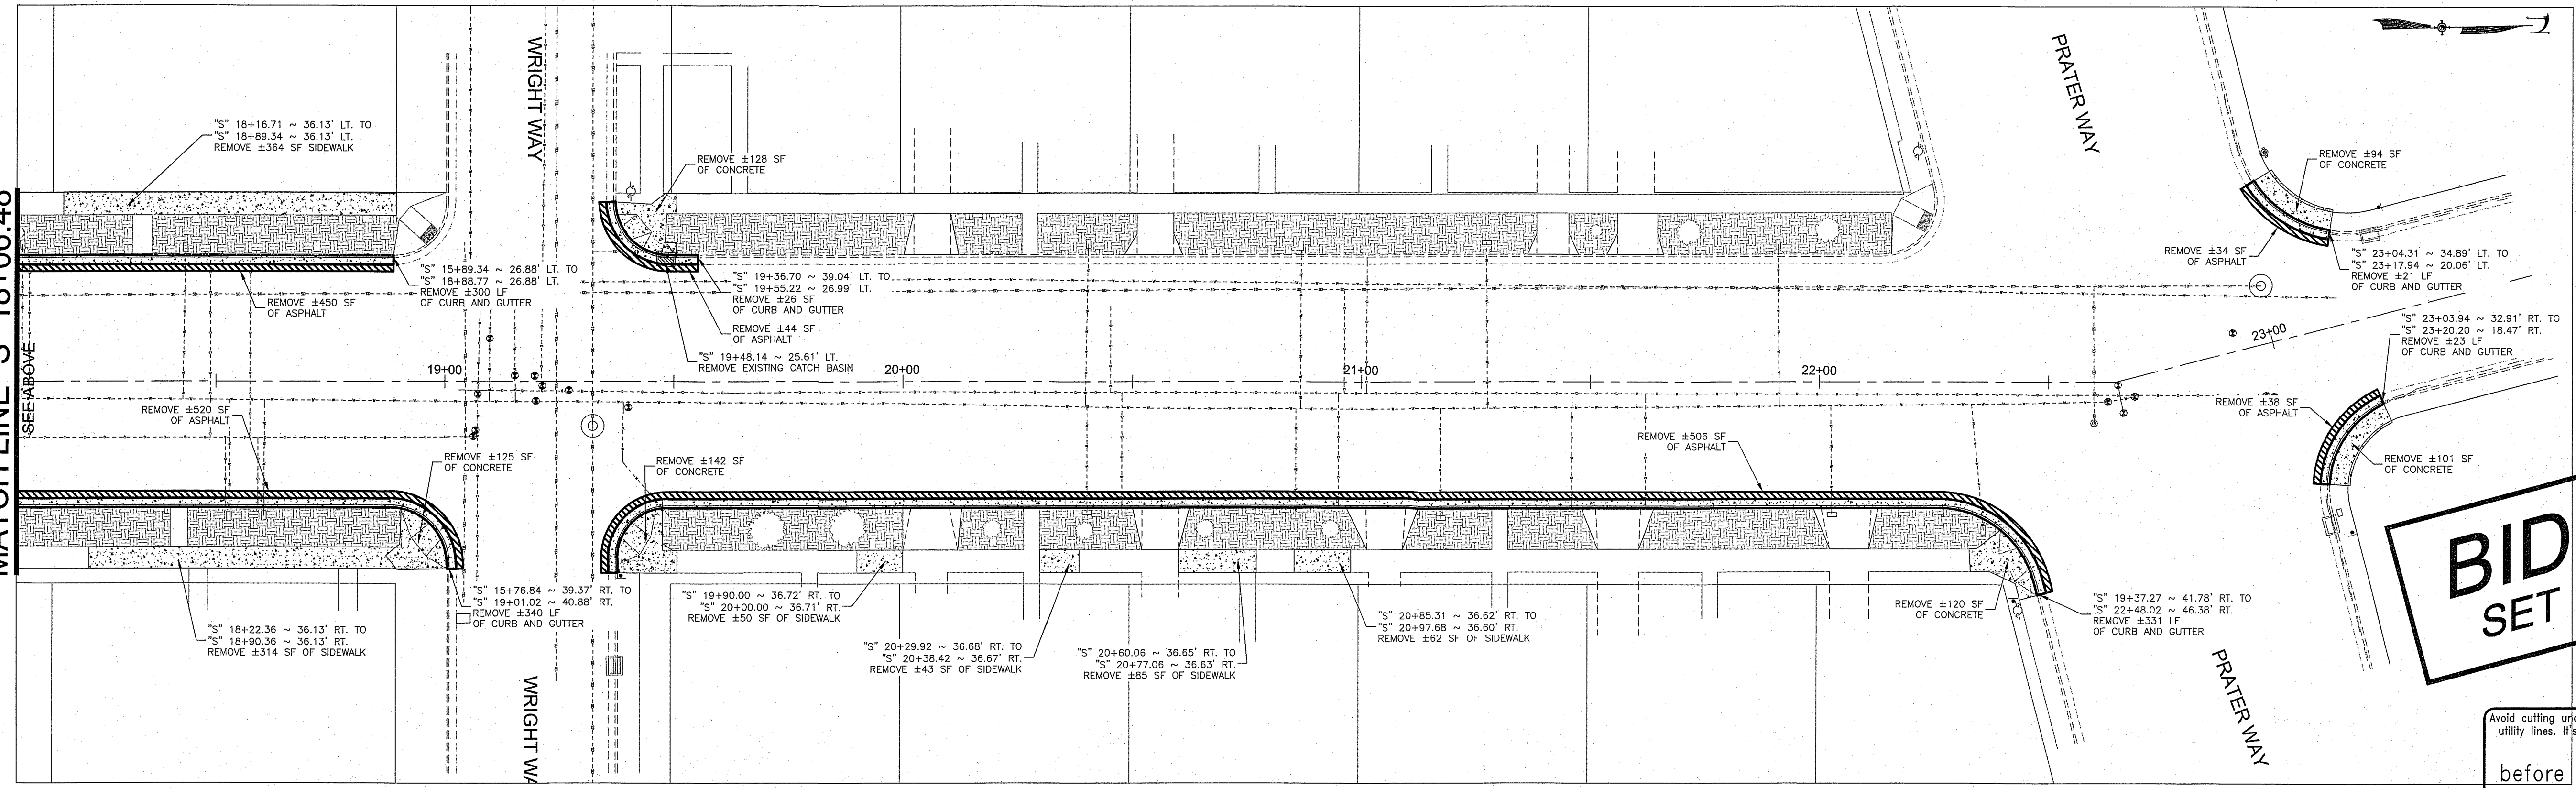 MATCHLINE "S" 18+00.48
SEE ABOVE
WRIGHT WAY
PRATER WAY
"S" 18+16.71 ~ 36.13' LT. TO
"S" 18+89.34 ~ 36.13' LT.
REMOVE ±364 SF SIDEWALK
REMOVE ±128 SF
OF CONCRETE
REMOVE ±94 SF
OF CONCRETE
REMOVE ±34 SF
OF ASPHALT
"S" 23+04.31 ~ 34.89' LT. TO
"S" 23+17.94 ~ 20.06' LT.
REMOVE ±21 LF
OF CURB AND GUTTER
"S" 15+89.34 ~ 26.88' LT. TO
"S" 18+88.77 ~ 26.88' LT.
REMOVE ±300 LF
OF CURB AND GUTTER
REMOVE ±450 SF
OF ASPHALT
"S" 19+36.70 ~ 39.04' LT. TO
"S" 19+55.22 ~ 26.99' LT.
REMOVE ±26 SF
OF CURB AND GUTTER
REMOVE ±44 SF
OF ASPHALT
"S" 19+48.14 ~ 25.61' LT.
REMOVE EXISTING CATCH BASIN
"S" 23+03.94 ~ 32.91' RT. TO
"S" 23+20.20 ~ 18.47' RT.
REMOVE ±23 LF
OF CURB AND GUTTER
19+00
20+00
21+00
22+00
23+00
REMOVE ±520 SF
OF ASPHALT
REMOVE ±125 SF
OF CONCRETE
REMOVE ±142 SF
OF CONCRETE
REMOVE ±506 SF
OF ASPHALT
REMOVE ±38 SF
OF ASPHALT
REMOVE ±101 SF
OF CONCRETE
"S" 15+76.84 ~ 39.37' RT. TO
"S" 19+01.02 ~ 40.88' RT.
REMOVE ±340 LF
OF CURB AND GUTTER
"S" 18+22.36 ~ 36.13' RT. TO
"S" 18+90.36 ~ 36.13' RT.
REMOVE ±314 SF OF SIDEWALK
"S" 19+90.00 ~ 36.72' RT. TO
"S" 20+00.00 ~ 36.71' RT.
REMOVE ±50 SF OF SIDEWALK
"S" 20+29.92 ~ 36.68' RT. TO
"S" 20+38.42 ~ 36.67' RT.
REMOVE ±43 SF OF SIDEWALK
"S" 20+60.06 ~ 36.65' RT. TO
"S" 20+77.06 ~ 36.63' RT.
REMOVE ±85 SF OF SIDEWALK
"S" 20+85.31 ~ 36.62' RT. TO
"S" 20+97.68 ~ 36.60' RT.
REMOVE ±62 SF OF SIDEWALK
REMOVE ±120 SF
OF CONCRETE
"S" 19+37.27 ~ 41.78' RT. TO
"S" 22+48.02 ~ 46.38' RT.
REMOVE ±331 LF
OF CURB AND GUTTER
WRIGHT WA
PRATER WAY
BID
SET
Avoid cutting
utility lines. It's
before